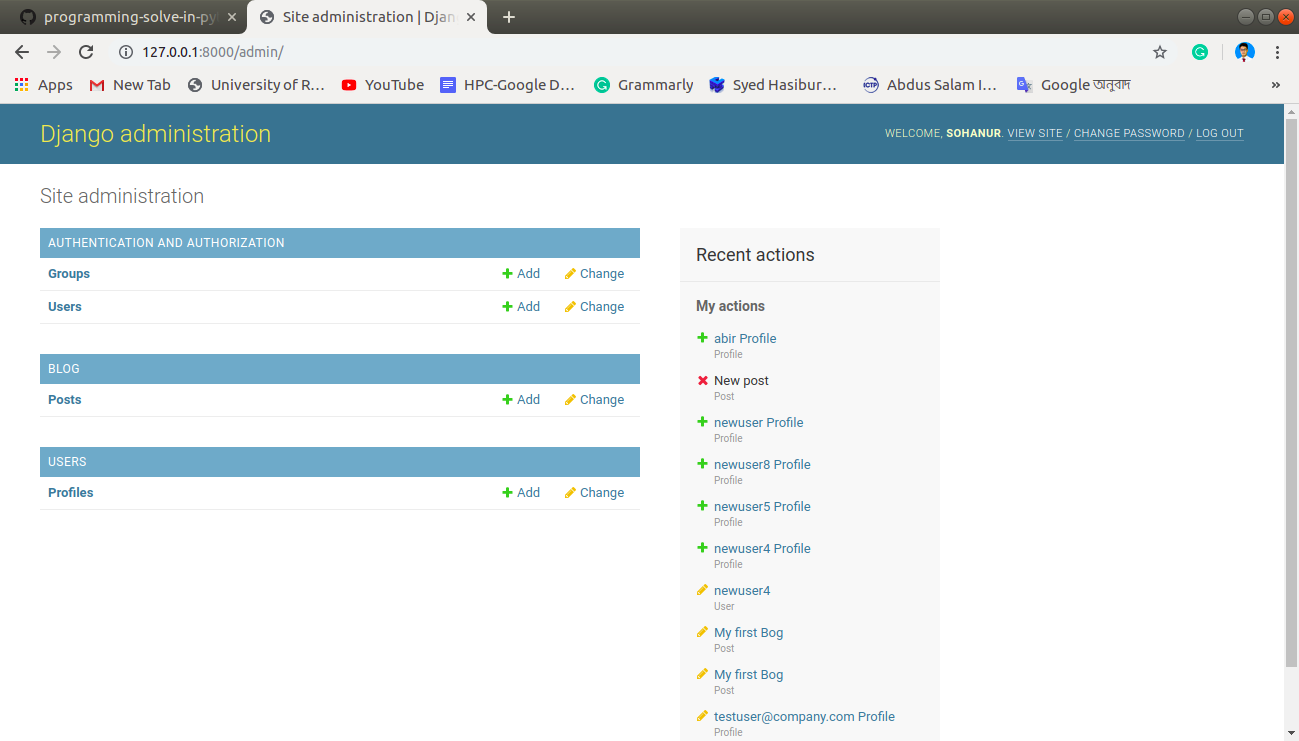 programming-solve-in-py
Site administration | Djan
127.0.0.1:8000/admin/
Apps
New Tab
University of R...
YouTube
HPC-Google D...
Grammarly
Syed Hasibur...
ICTP
Abdus Salam I...
Google অনুবাদ
»
Django administration
WELCOME, SOHANUR. VIEW SITE / CHANGE PASSWORD / LOG OUT
Site administration
AUTHENTICATION AND AUTHORIZATION
Groups Add Change
Users Add Change
BLOG
Posts Add Change
USERS
Profiles Add Change
Recent actions
My actions
abir Profile
Profile
New post
Post
newuser Profile
Profile
newuser8 Profile
Profile
newuser5 Profile
Profile
newuser4 Profile
Profile
newuser4
User
My first Bog
Post
My first Bog
Post
testuser@company.com Profile
Profile